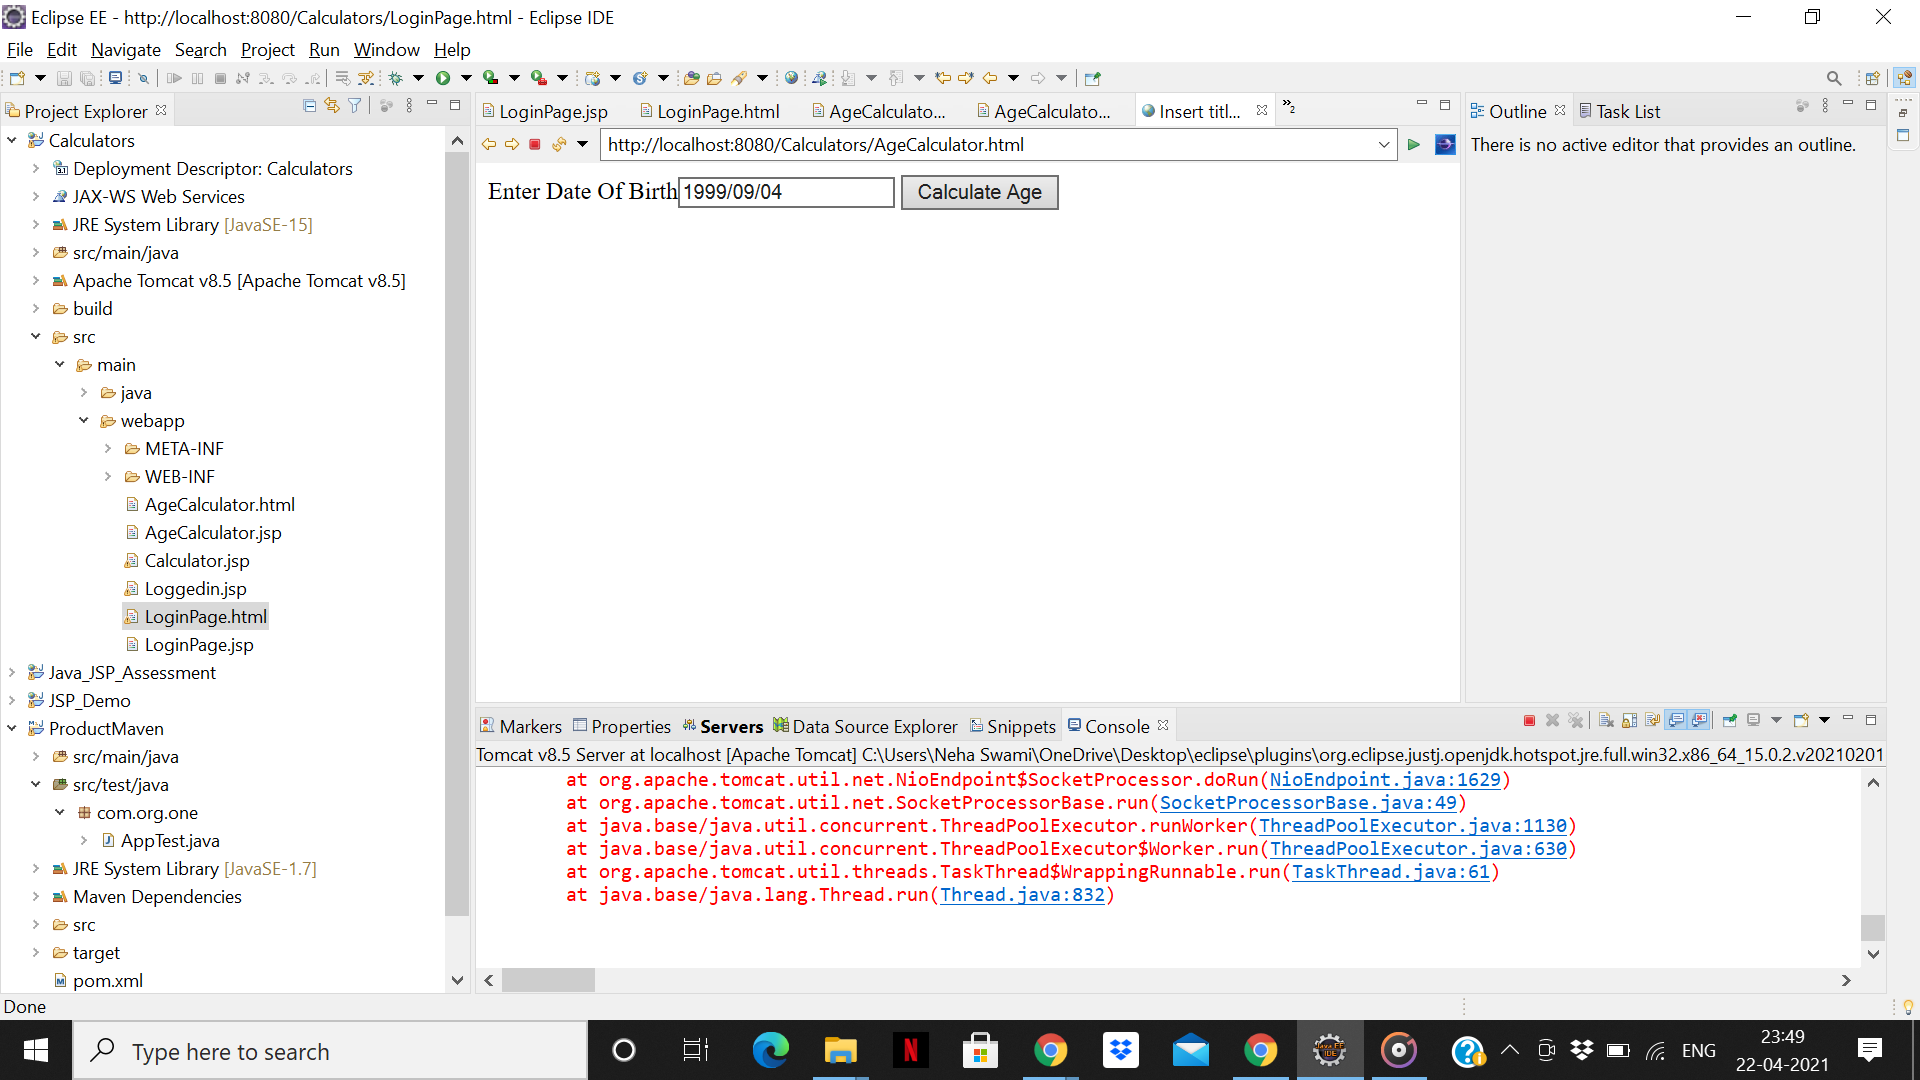 Eclipse EE - http://localhost:8080/Calculators/LoginPage.html - Eclipse IDE
File Edit Navigate Search Project Run Window Help
Project Explorer
Calculators
Deployment Descriptor: Calculators
JAX-WS Web Services
JRE System Library [JavaSE-15]
src/main/java
Apache Tomcat v8.5 [Apache Tomcat v8.5]
build
src
main
java
webapp
META-INF
WEB-INF
AgeCalculator.html
AgeCalculator.jsp
Calculator.jsp
Loggedin.jsp
LoginPage.html
LoginPage.jsp
Java_JSP_Assessment
JSP_Demo
ProductMaven
src/main/java
src/test/java
com.org.one
AppTest.java
JRE System Library [JavaSE-1.7]
Maven Dependencies
src
target
pom.xml
LoginPage.jsp LoginPage.html AgeCalculato... AgeCalculato... Insert titl... »2
http://localhost:8080/Calculators/AgeCalculator.html
Enter Date Of Birth 1999/09/04 Calculate Age
Outline Task List
There is no active editor that provides an outline.
Markers Properties Servers Data Source Explorer Snippets Console
Tomcat v8.5 Server at localhost [Apache Tomcat] C:\Users\Neha Swami\OneDrive\Desktop\eclipse\plugins\org.eclipse.justj.openjdk.hotspot.jre.full.win32.x86_64_15.0.2.v20210201
at org.apache.tomcat.util.net.NioEndpoint$SocketProcessor.doRun(NioEndpoint.java:1629)
at org.apache.tomcat.util.net.SocketProcessorBase.run(SocketProcessorBase.java:49)
at java.base/java.util.concurrent.ThreadPoolExecutor.runWorker(ThreadPoolExecutor.java:1130)
at java.base/java.util.concurrent.ThreadPoolExecutor$Worker.run(ThreadPoolExecutor.java:630)
at org.apache.tomcat.util.threads.TaskThread$WrappingRunnable.run(TaskThread.java:61)
at java.base/java.lang.Thread.run(Thread.java:832)
Done
Type here to search
N
Java EE
IDE
ENG
23:49
22-04-2021